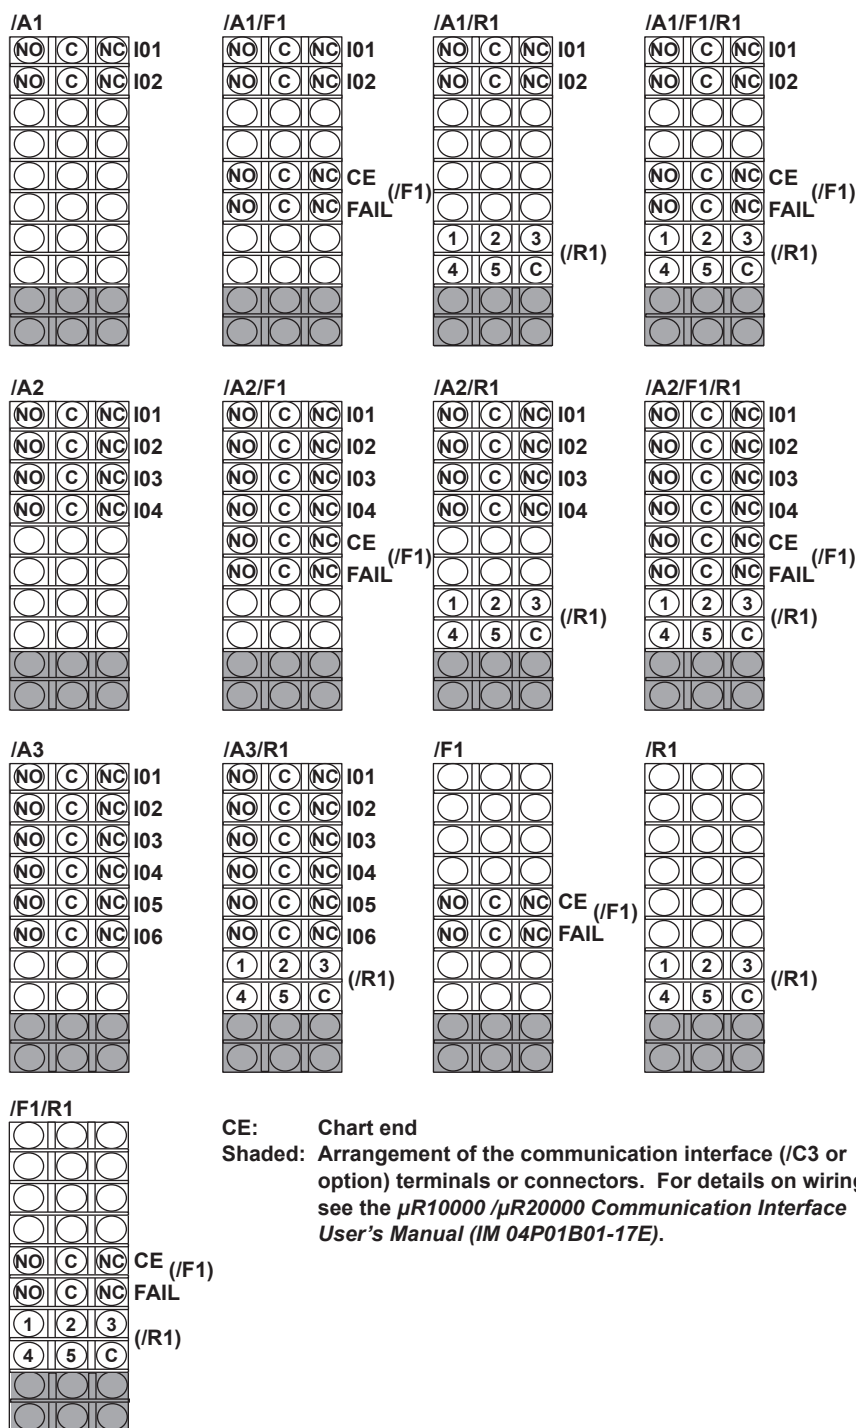 /A1 /A1/F1 /A1/R1 /A1/F1/R1
NO C NC I01 NO C NC I01 NO C NC I01 NO C NC I01
NO C NC I02 NO C NC I02 NO C NC I02 NO C NC I02
NO C NC CE (/F1) NO C NC CE (/F1)
NO C NC FAIL NO C NC FAIL
1 2 3 (/R1) 1 2 3 (/R1)
4 5 C 4 5 C
/A2 /A2/F1 /A2/R1 /A2/F1/R1
NO C NC I01 NO C NC I01 NO C NC I01 NO C NC I01
NO C NC I02 NO C NC I02 NO C NC I02 NO C NC I02
NO C NC I03 NO C NC I03 NO C NC I03 NO C NC I03
NO C NC I04 NO C NC I04 NO C NC I04 NO C NC I04
NO C NC CE (/F1) NO C NC CE (/F1)
NO C NC FAIL NO C NC FAIL
1 2 3 (/R1) 1 2 3 (/R1)
4 5 C 4 5 C
/A3 /A3/R1 /F1 /R1
NO C NC I01 NO C NC I01
NO C NC I02 NO C NC I02
NO C NC I03 NO C NC I03
NO C NC I04 NO C NC I04
NO C NC I05 NO C NC I05 NO C NC CE (/F1)
NO C NC I06 NO C NC I06 NO C NC FAIL
1 2 3 (/R1) 1 2 3 (/R1)
4 5 C 4 5 C
/F1/R1
NO C NC CE (/F1)
NO C NC FAIL
1 2 3 (/R1)
4 5 C
CE: Chart end
Shaded: Arrangement of the communication interface (/C3 or
option) terminals or connectors. For details on wiring
see the µR10000 /µR20000 Communication Interface
User's Manual (IM 04P01B01-17E).